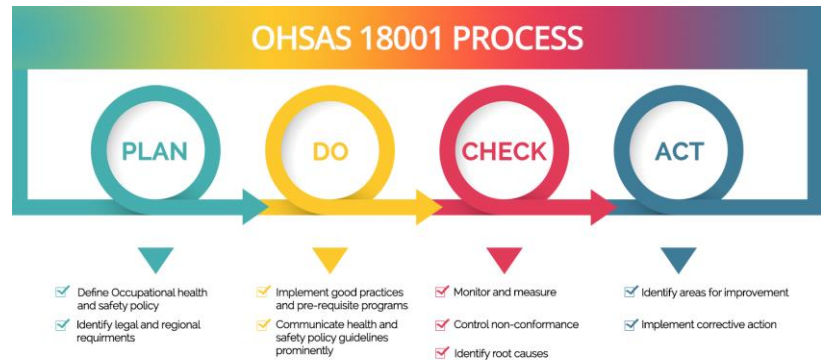 OHSAS 18001 PROCESS
PLAN
DO
CHECK
ACT
Define Occupational health
and safety policy
Identify legal and regional
requirments
Implement good practices
and pre-requisite programs
Communicate health and
safety policy guidelines
prominently
Monitor and measure
Control non-conformance
Identify root causes
Identify areas for improvement
Implement corrective action